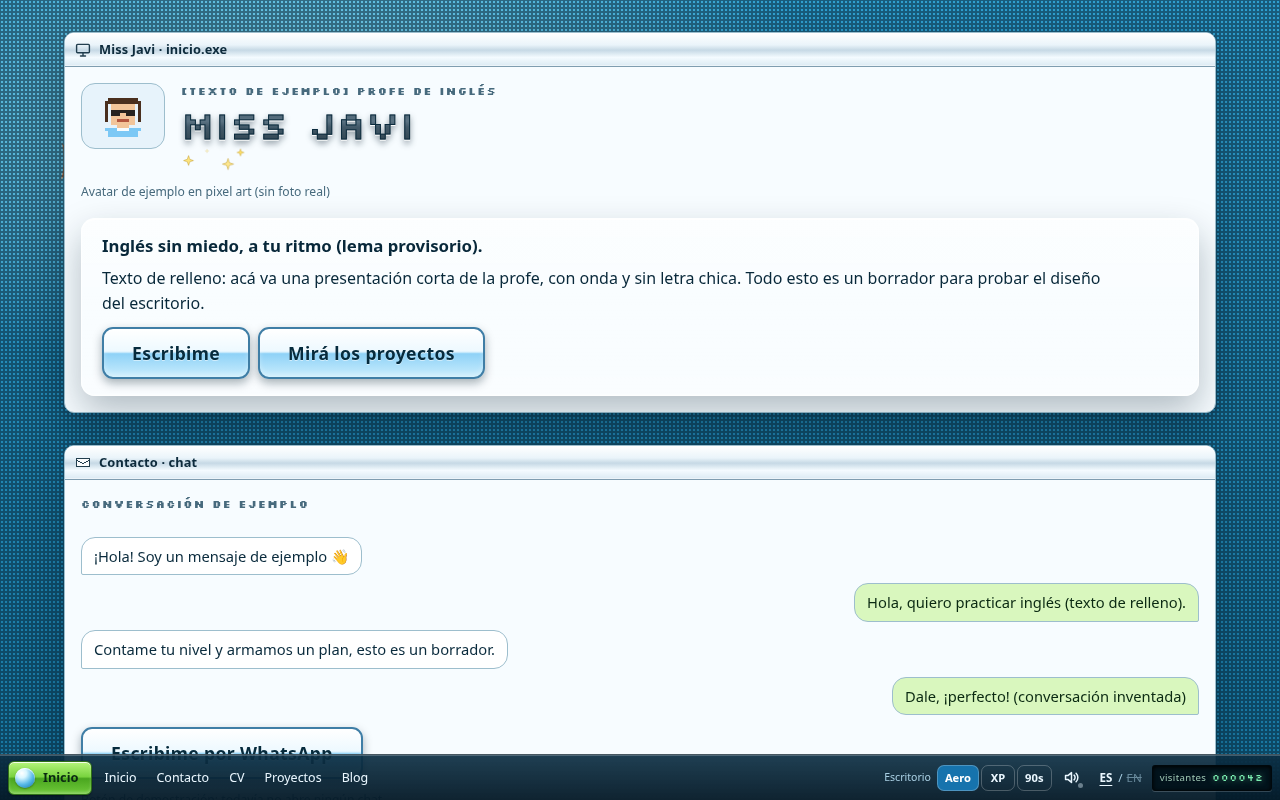 Miss Javi · inicio.exe
[TEXTO DE EJEMPLO] PROFE DE INGLÉS
MISS JAVI
Avatar de ejemplo en pixel art (sin foto real)
Inglés sin miedo, a tu ritmo (lema provisorio).
Texto de relleno: acá va una presentación corta de la profe, con onda y sin letra chica. Todo esto es un borrador para probar el diseño
del escritorio.
Escribime
Mirá los proyectos
Contacto · chat
CONVERSACIÓN DE EJEMPLO
¡Hola! Soy un mensaje de ejemplo 👋
Hola, quiero practicar inglés (texto de relleno).
Contame tu nivel y armamos un plan, esto es un borrador.
Dale, ¡perfecto! (conversación inventada)
Escribime por WhatsApp
Inicio
Inicio
Contacto
CV
Proyectos
Blog
Escritorio
Aero
XP
90s
ES / EN
visitantes 000042